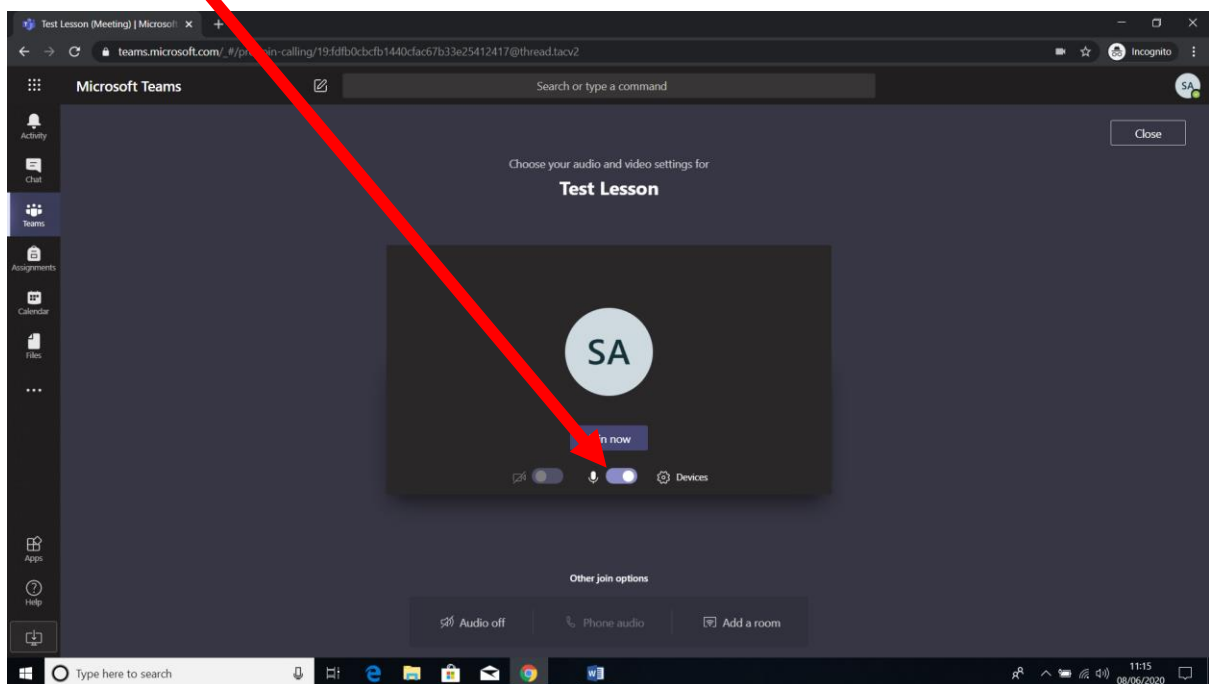 Test Lesson (Meeting) | Microsoft
teams.microsoft.com/_#/pr in-calling/19:fdfb0cbcfb1440cfac67b33e25412417@thread.tacv2
Incognito
Microsoft Teams
Search or type a command
SA
Activity
Close
Chat
Choose your audio and video settings for
Test Lesson
Teams
Assignments
Calendar
Files
SA
n now
Devices
Apps
Help
Other join options
Audio off
Phone audio
Add a room
Type here to search
11:15
08/06/2020